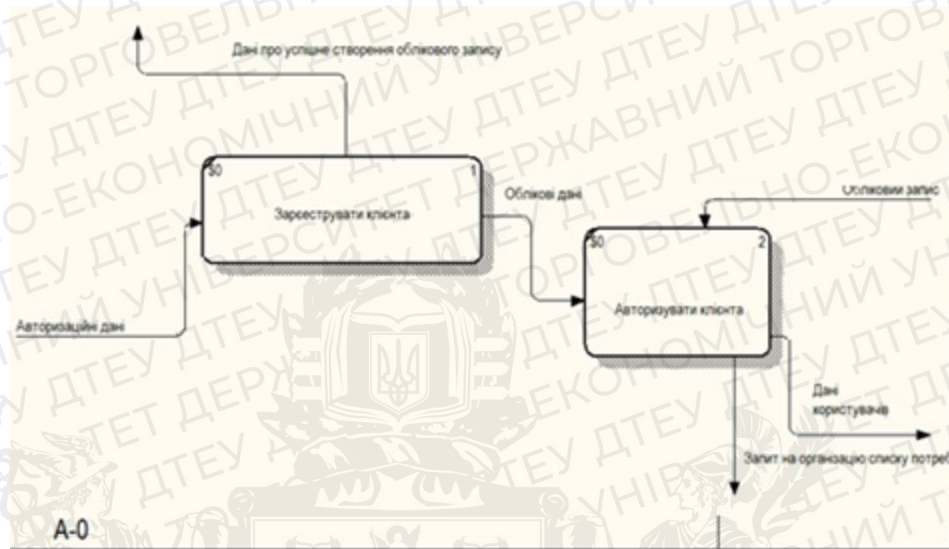 Дані про успішне створення облікового запису
$0
1
Зареєструвати клієнта
Облікові дані
Обліковий запис
$0
2
Авторизувати клієнта
Авторизаційні дані
Дані
користувачів
Запит на організацію списку потреб
A-0